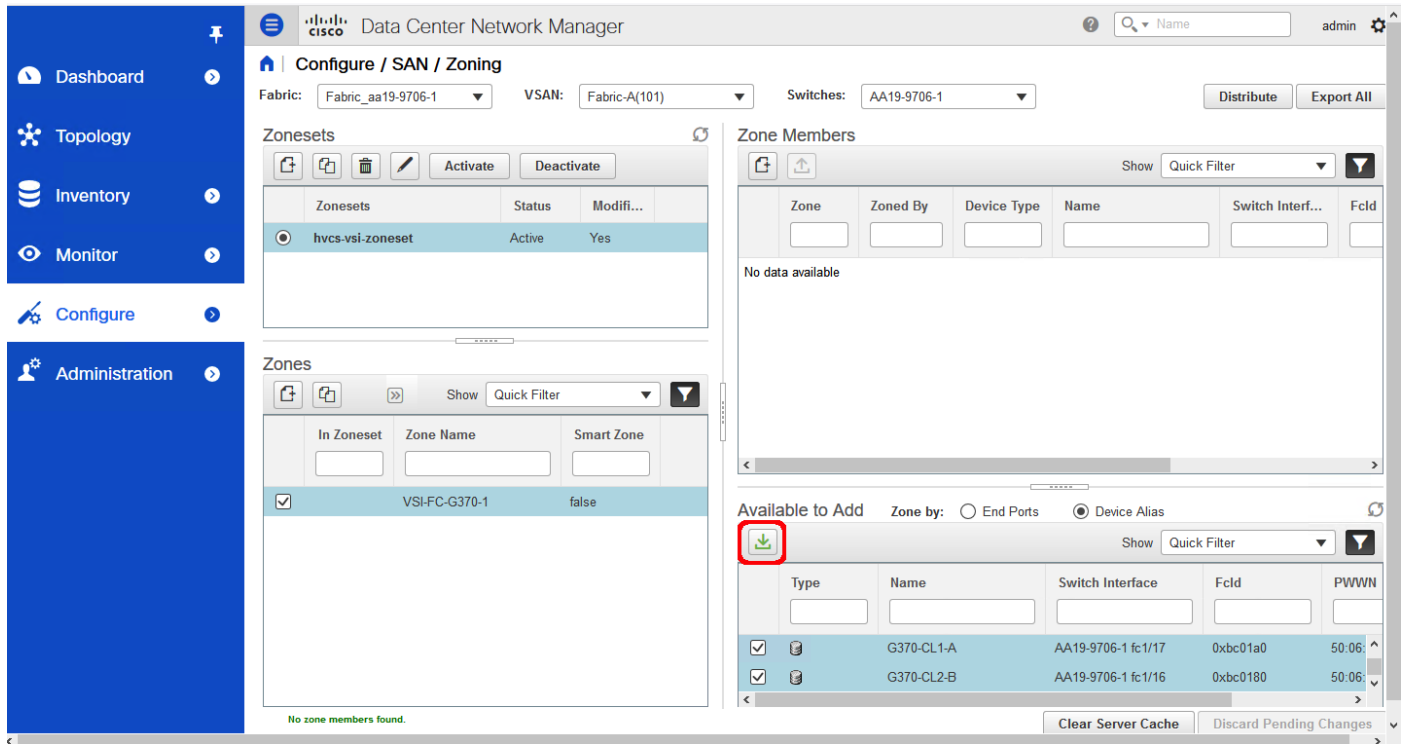 cisco Data Center Network Manager
Name
admin
Dashboard
Topology
Inventory
Monitor
Configure
Administration
Configure / SAN / Zoning
Fabric: Fabric_aa19-9706-1 VSAN: Fabric-A(101) Switches: AA19-9706-1 Distribute Export All
Zonesets
Activate Deactivate
Zonesets Status Modifi...
hvcs-vsi-zoneset Active Yes
Zones
Show Quick Filter
In Zoneset Zone Name Smart Zone
VSI-FC-G370-1 false
No zone members found.
Zone Members
Show Quick Filter
Zone Zoned By Device Type Name Switch Interf... FcId
No data available
Available to Add Zone by: End Ports Device Alias
Show Quick Filter
Type Name Switch Interface FcId PWWN
G370-CL1-A AA19-9706-1 fc1/17 0xbc01a0 50:06:
G370-CL2-B AA19-9706-1 fc1/16 0xbc0180 50:06:
Clear Server Cache Discard Pending Changes